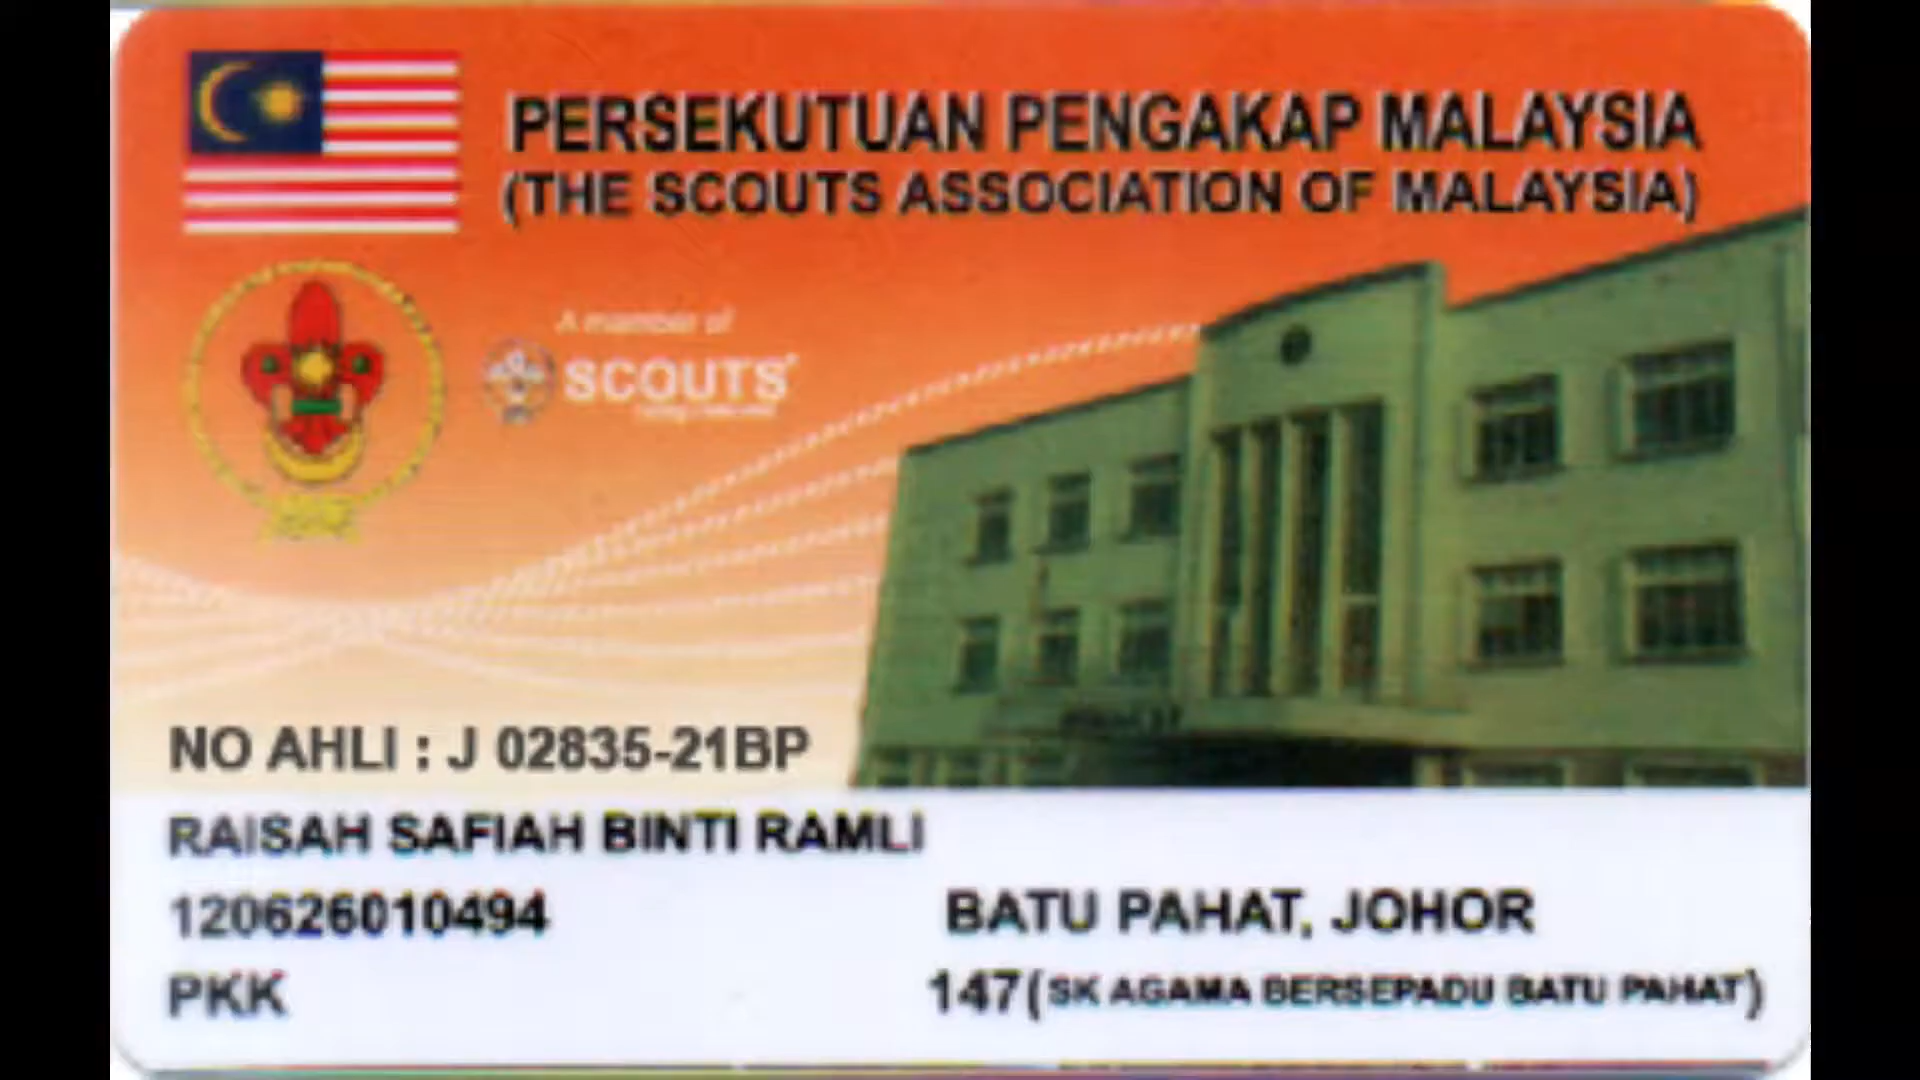 PERSEKUTUAN PENGAKAP MALAYSIA
(THE SCOUTS ASSOCIATION OF MALAYSIA)
A member of
SCOUTS
NO AHLI : J 02835-21BP
RAISAH SAFIAH BINTI RAMLI
120626010494
BATU PAHAT, JOHOR
PKK
147(SK AGAMA BERSEPADU BATU PAHAT)